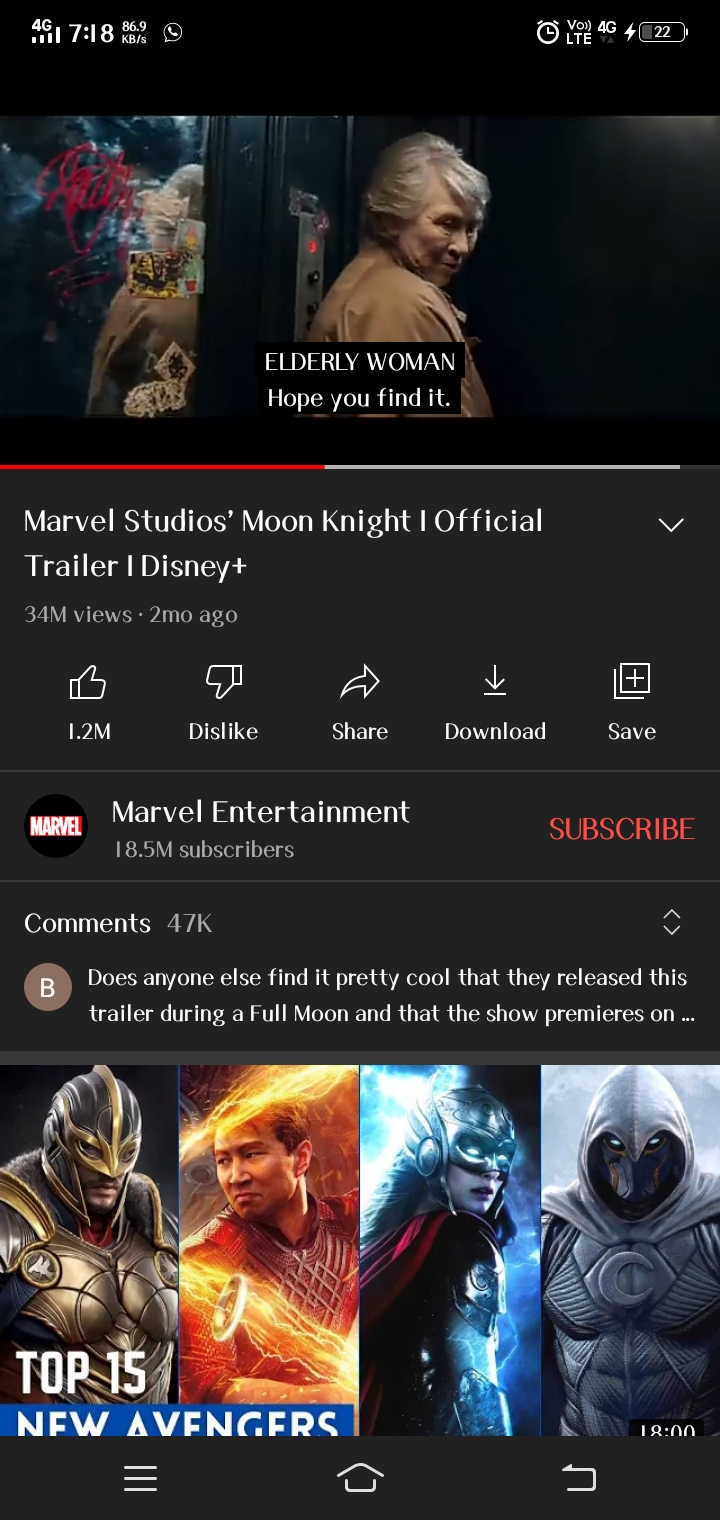 4G 7:18 86.9 KB/s Vo)) LTE 4G 22
ELDERLY WOMAN
Hope you find it.
Marvel Studios’ Moon Knight | Official
Trailer | Disney+
34M views · 2mo ago
1.2M Dislike Share Download Save
MARVEL
Marvel Entertainment
18.5M subscribers
SUBSCRIBE
Comments 47K
B
Does anyone else find it pretty cool that they released this
trailer during a Full Moon and that the show premieres on ...
TOP 15
NEW AVENGERS
18:00